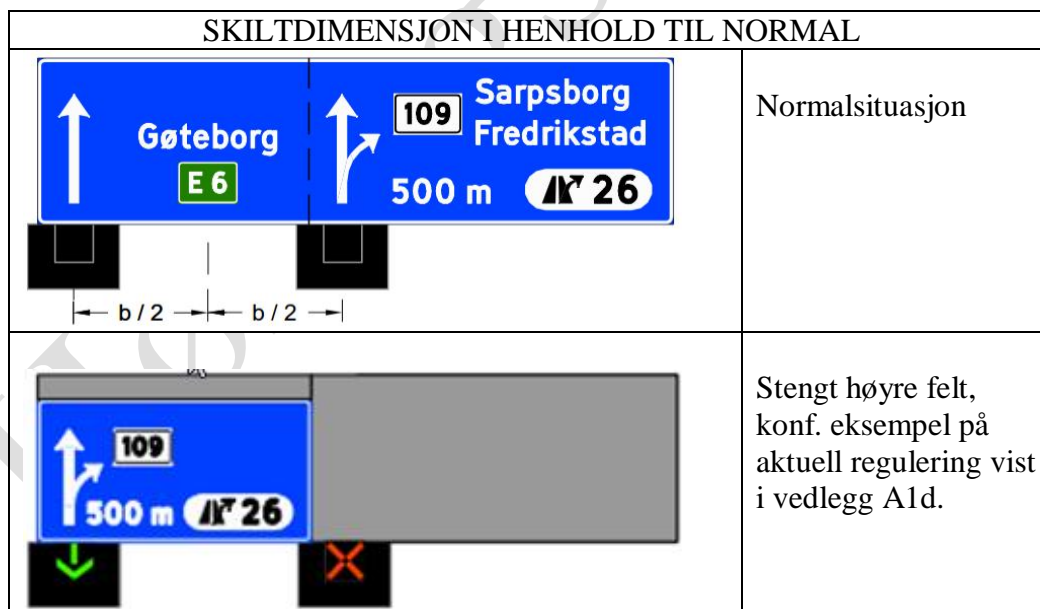 SKILTDIMENSJON I HENHOLD TIL NORMAL
Gøteborg
E 6
109 Sarpsborg
Fredrikstad
500 m 26
b / 2 b / 2
Normalsituasjon
109
500 m 26
Stengt høyre felt,
konf. eksempel på
aktuell regulering vist
i vedlegg A1d.